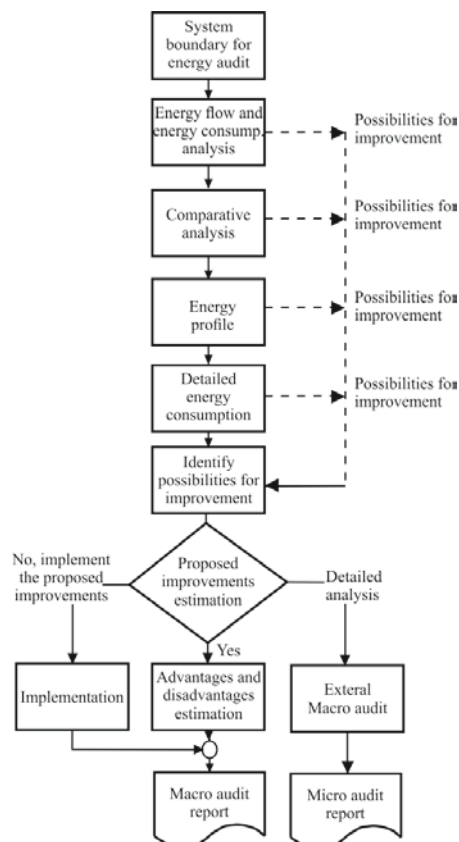 System
boundary for
energy audit
Energy flow and
energy consump.
analysis
Possibilities for
improvement
Comparative
analysis
Possibilities for
improvement
Energy
profile
Possibilities for
improvement
Detailed
energy
consumption
Possibilities for
improvement
Identify
possibilities for
improvement
No, implement
the proposed
improvements
Proposed
improvements
estimation
Detailed
analysis
Yes
Implementation
Advantages and
disadvantages
estimation
Exteral
Macro audit
Macro audit
report
Micro audit
report